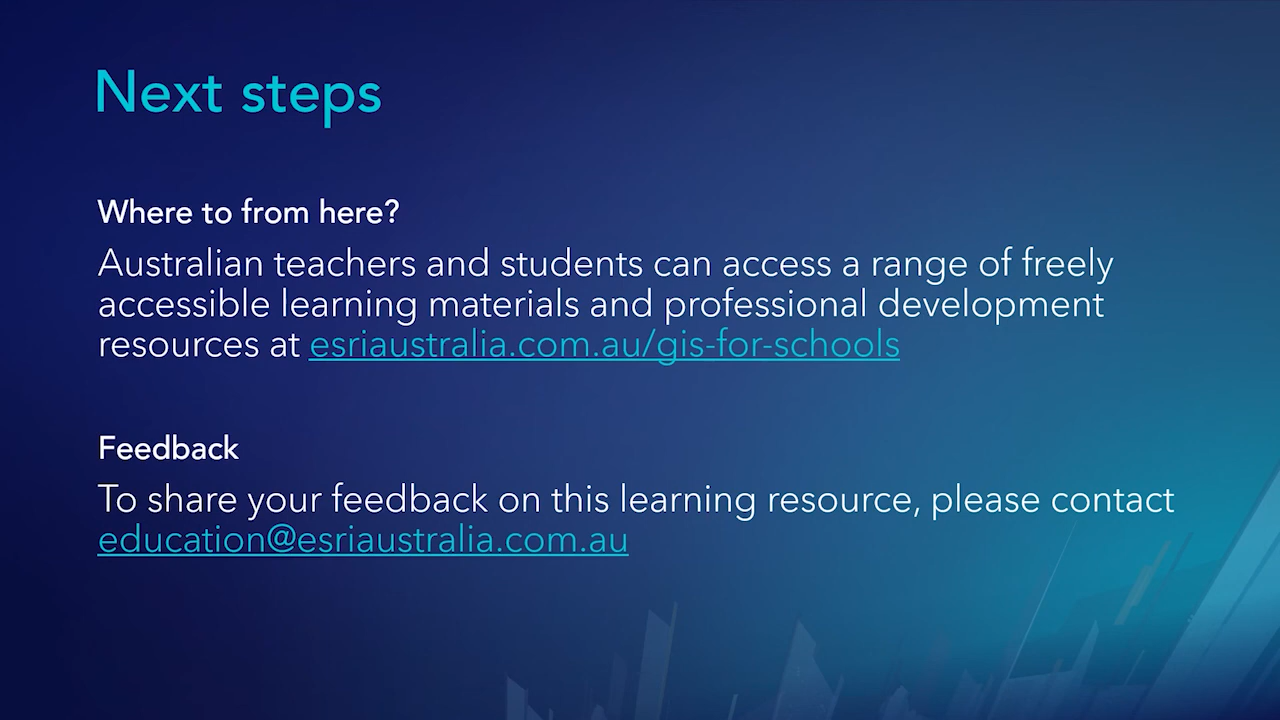 Next steps
Where to from here?
Australian teachers and students can access a range of freely
accessible learning materials and professional development
resources at esriaustralia.com.au/gis-for-schools
Feedback
To share your feedback on this learning resource, please contact
education@esriaustralia.com.au